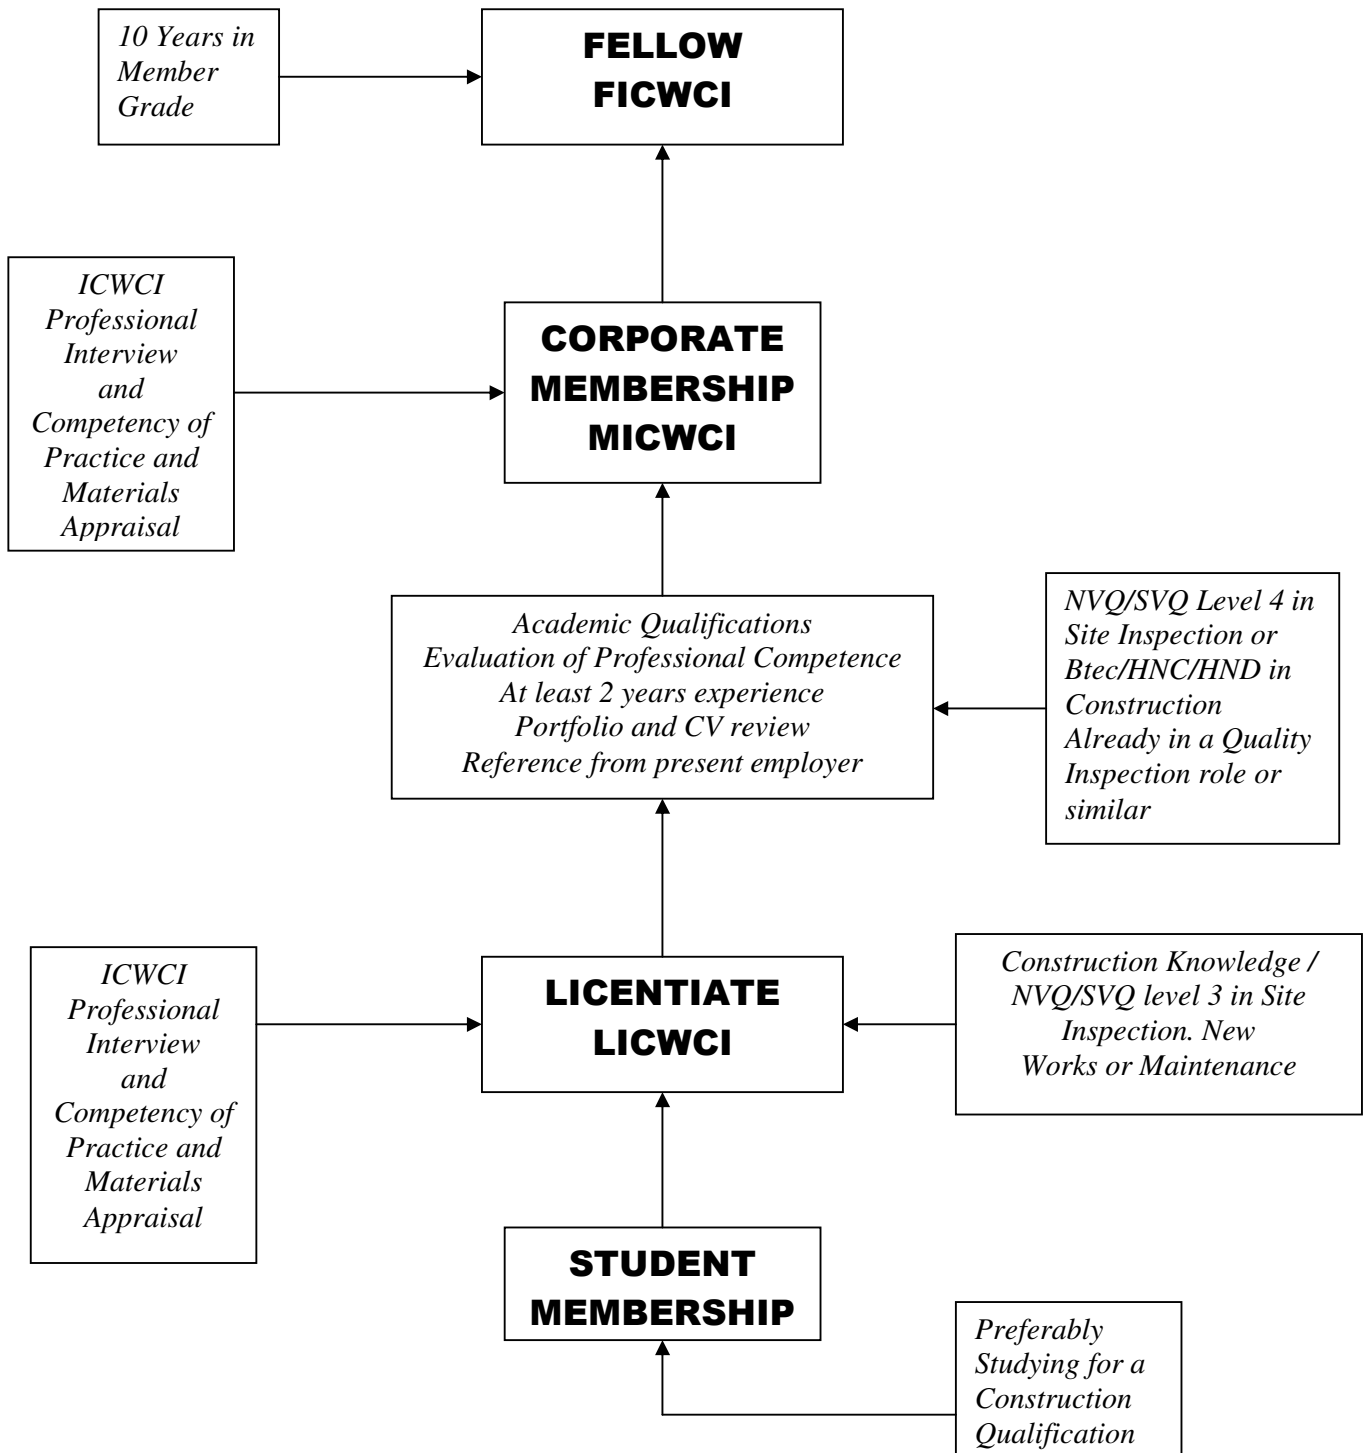 10 Years in
Member
Grade
FELLOW
FICWCI
ICWCI
Professional
Interview
and
Competency of
Practice and
Materials
Appraisal
CORPORATE
MEMBERSHIP
MICWCI
Academic Qualifications
Evaluation of Professional Competence
At least 2 years experience
Portfolio and CV review
Reference from present employer
NVQ/SVQ Level 4 in
Site Inspection or
Btec/HNC/HND in
Construction
Already in a Quality
Inspection role or
similar
ICWCI
Professional
Interview
and
Competency of
Practice and
Materials
Appraisal
LICENTIATE
LICWCI
Construction Knowledge /
NVQ/SVQ level 3 in Site
Inspection. New
Works or Maintenance
STUDENT
MEMBERSHIP
Preferably
Studying for a
Construction
Qualification